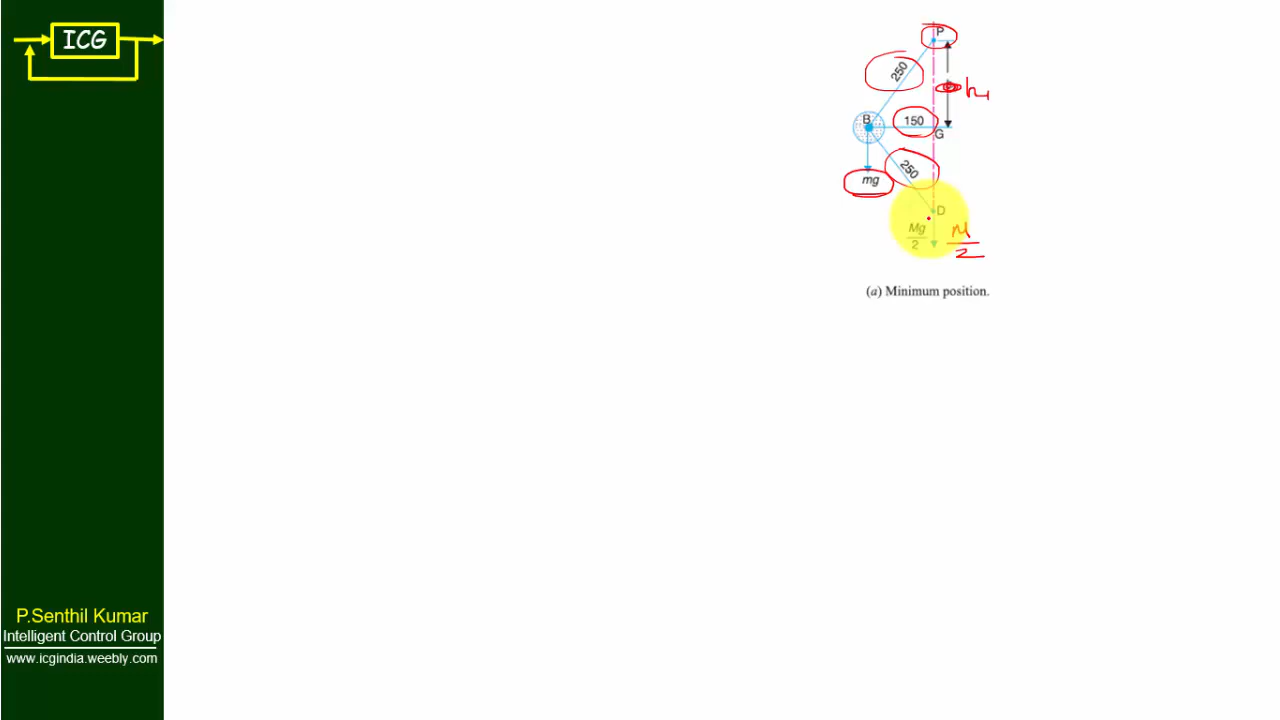 ICG
P
250
h1
B
150
G
250
mg
D
Mg
2
M
2
(a) Minimum position.
P.Senthil Kumar
Intelligent Control Group
www.icgindia.weebly.com